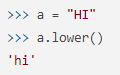 >>> a = "HI"
>>> a.lower()
'hi'